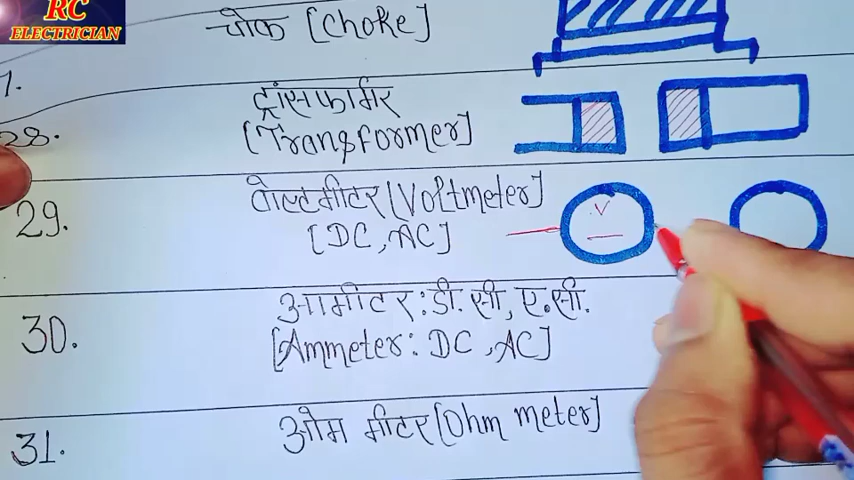 RC
ELECTRICIAN
चोक [Choke]
7.
ट्रांसफार्मर
28.
[Transformer]
वोल्टमीटर [Voltmeter]
29.
[DC, AC]
V
आमीटर: डी. सी, ए. सी.
30.
[Ammeter: DC, AC]
ओम मीटर [Ohm meter]
31.